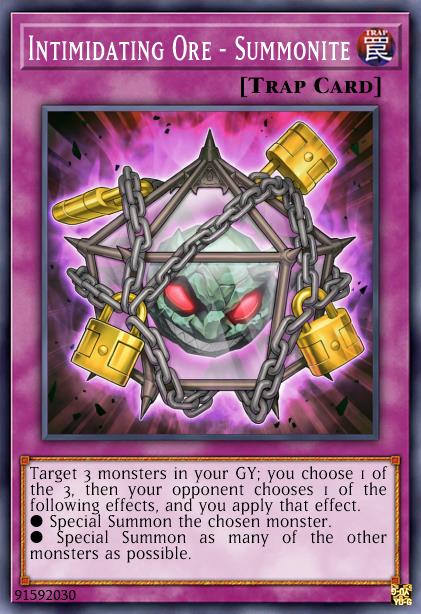 INTIMIDATING ORE - SUMMONITE
TRAP
罠
[TRAP CARD]
Target 3 monsters in your GY; you choose 1 of
the 3, then your opponent chooses 1 of the
following effects, and you apply that effect.
● Special Summon the chosen monster.
● Special Summon as many of the other
monsters as possible.
91592030